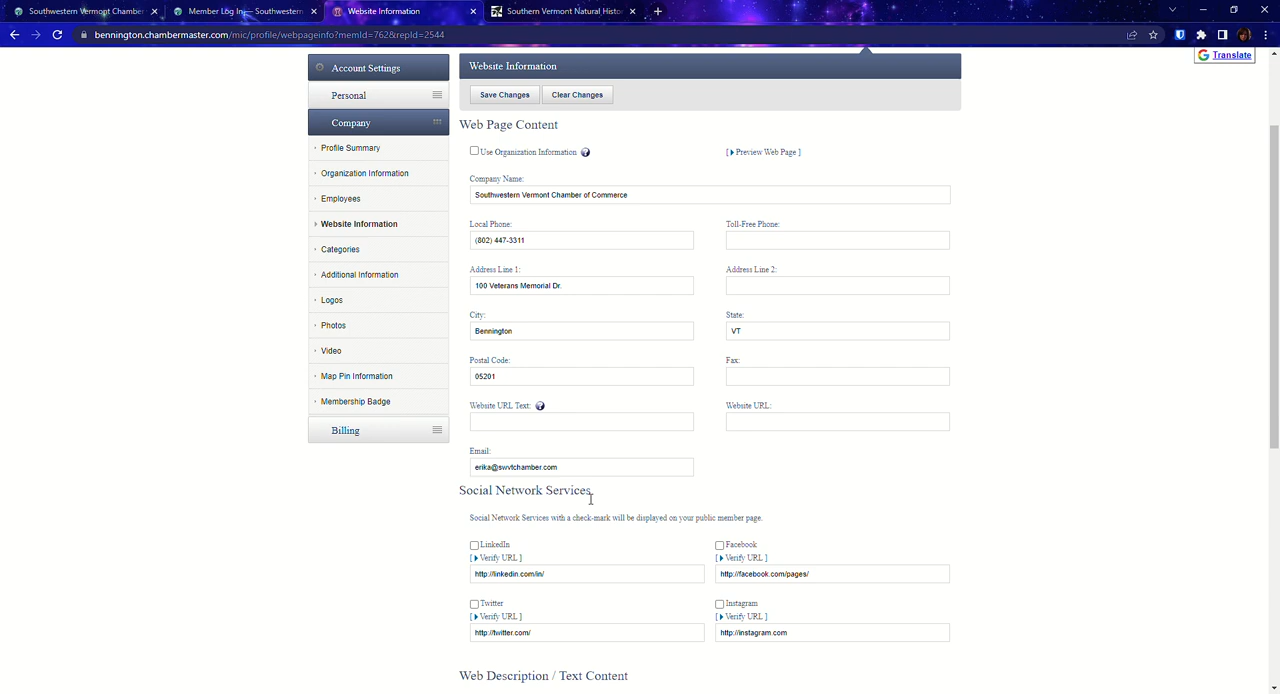 Southwestern Vermont Chamber
Member Log In — Southwestern
Website Information
Southern Vermont Natural Histor
bennington.chambermaster.com/mic/profile/webpageinfo?memId=762&repId=2544
Translate
Account Settings
Personal
Company
Profile Summary
Organization Information
Employees
Website Information
Categories
Additional Information
Logos
Photos
Video
Map Pin Information
Membership Badge
Billing
Website Information
Save Changes Clear Changes
Web Page Content
Use Organization Information ? [ Preview Web Page ]
Company Name:
Southwestern Vermont Chamber of Commerce
Local Phone: Toll-Free Phone:
(802) 447-3311
Address Line 1: Address Line 2:
100 Veterans Memorial Dr.
City: State:
Bennington VT
Postal Code: Fax:
05201
Website URL Text: ? Website URL:
Email:
erika@swvtchamber.com
Social Network Services
Social Network Services with a check-mark will be displayed on your public member page.
LinkedIn Facebook
[ Verify URL ] [ Verify URL ]
http://linkedin.com/in/ http://facebook.com/pages/
Twitter Instagram
[ Verify URL ] [ Verify URL ]
http://twitter.com/ http://instagram.com
Web Description / Text Content